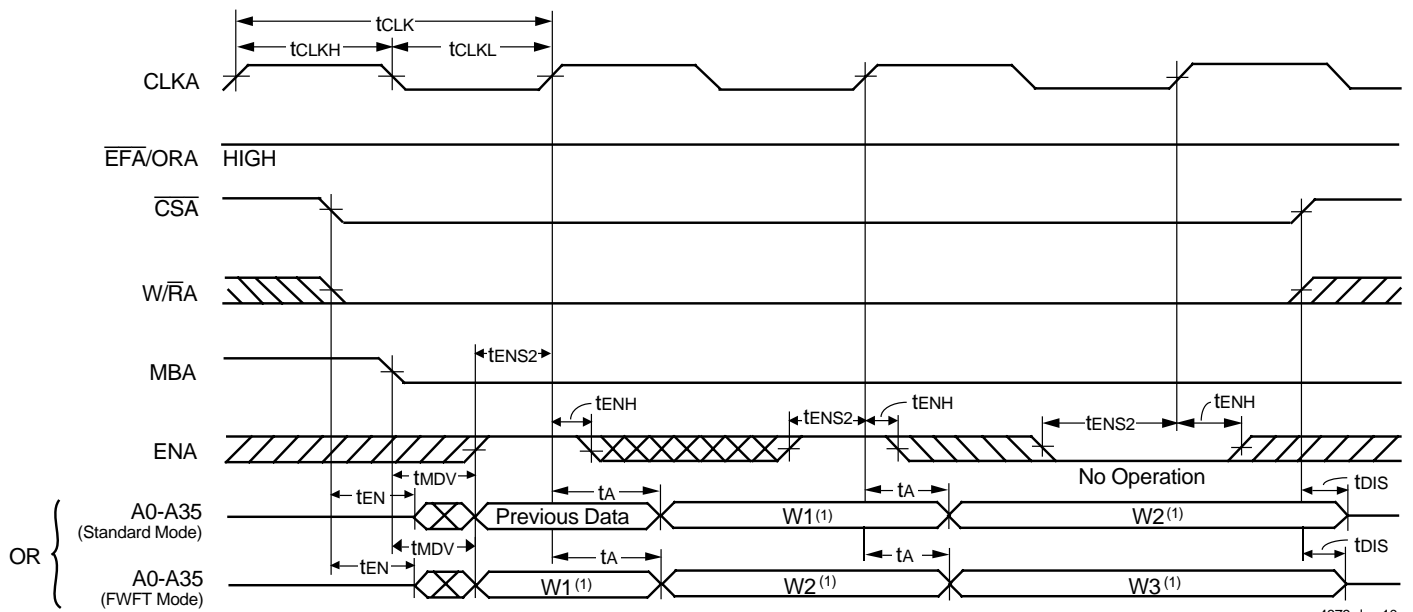 tCLK
tCLKH
tCLKL
CLKA
EFA/ORA HIGH
CSA
W/RA
MBA
tENS2
tENH
tENS2
tENH
tENS2
tENH
ENA
No Operation
tMDV
tEN
tA
tA
tDIS
A0-A35
(Standard Mode)
Previous Data
W1(1)
W2(1)
OR
tMDV
tEN
tA
tA
tDIS
A0-A35
(FWFT Mode)
W1(1)
W2(1)
W3(1)